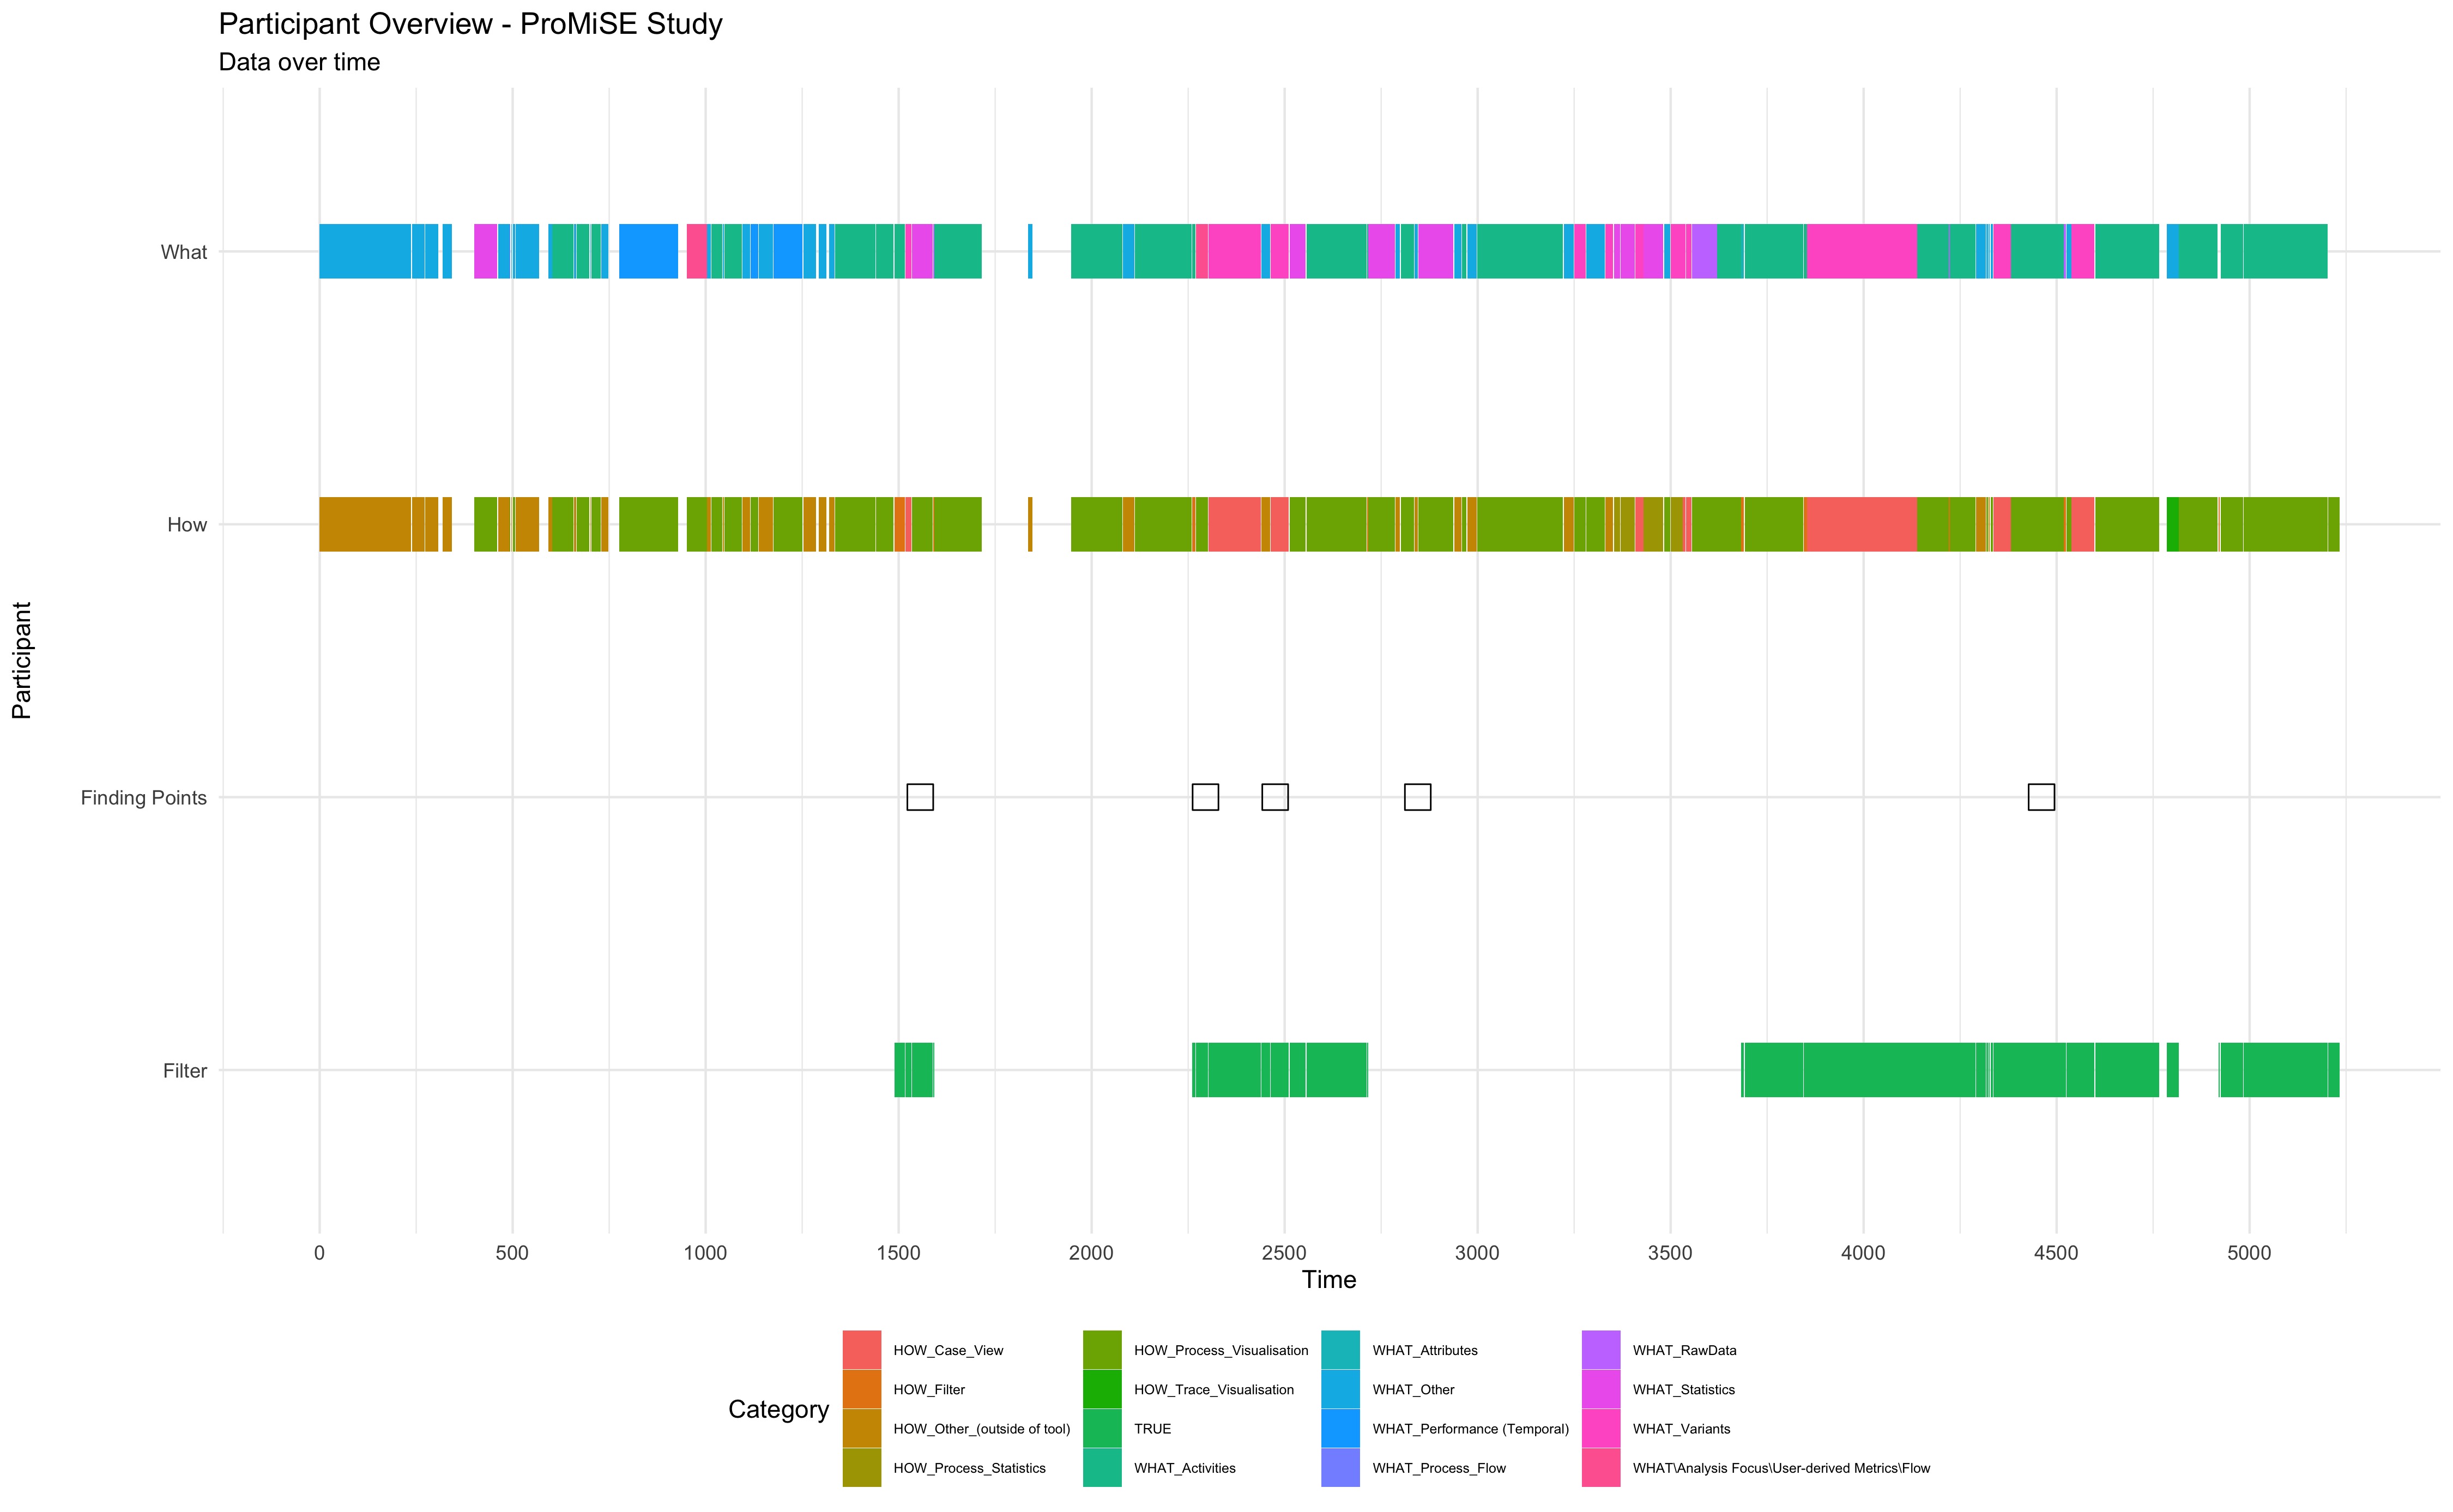 Participant Overview - ProMiSE Study
Data over time
What
How
Finding Points
Filter
Participant
0 500 1000 1500 2000 2500 3000 3500 4000 4500 5000
Time
Category
HOW_Case_View
HOW_Filter
HOW_Other_(outside of tool)
HOW_Process_Statistics
HOW_Process_Visualisation
HOW_Trace_Visualisation
TRUE
WHAT_Activities
WHAT_Attributes
WHAT_Other
WHAT_Performance (Temporal)
WHAT_Process_Flow
WHAT_RawData
WHAT_Statistics
WHAT_Variants
WHAT\Analysis Focus\User-derived Metrics\Flow